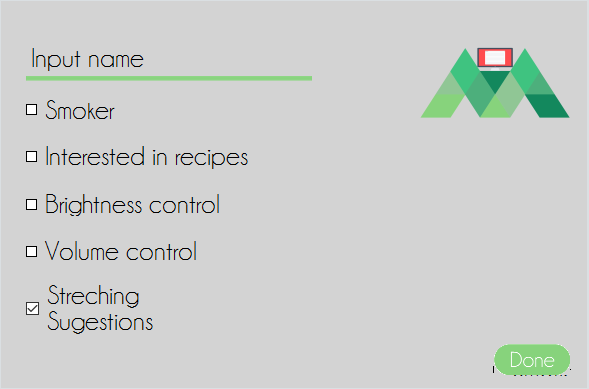 Input name
Smoker
Interested in recipes
Brightness control
Volume control
Streching
Sugestions
Done